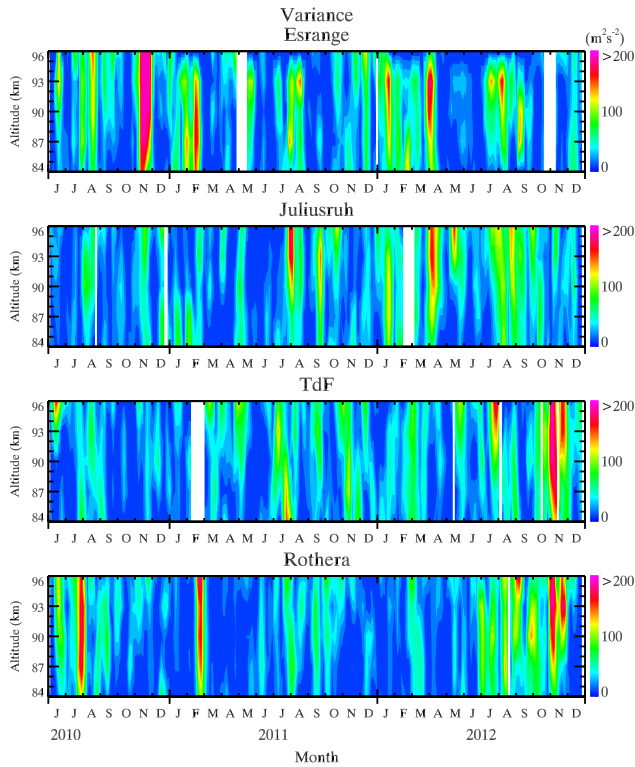 Variance
Esrange
(m²s⁻²)
96
93
90
87
84
Altitude (km)
>200
100
0
J J A S O N D J F M A M J J A S O N D J F M A M J J A S O N D
Juliusruh
96
93
90
87
84
Altitude (km)
>200
100
0
J J A S O N D J F M A M J J A S O N D J F M A M J J A S O N D
TdF
96
93
90
87
84
Altitude (km)
>200
100
0
J J A S O N D J F M A M J J A S O N D J F M A M J J A S O N D
Rothera
96
93
90
87
84
Altitude (km)
>200
100
0
J J A S O N D J F M A M J J A S O N D J F M A M J J A S O N D
2010 2011 2012
Month